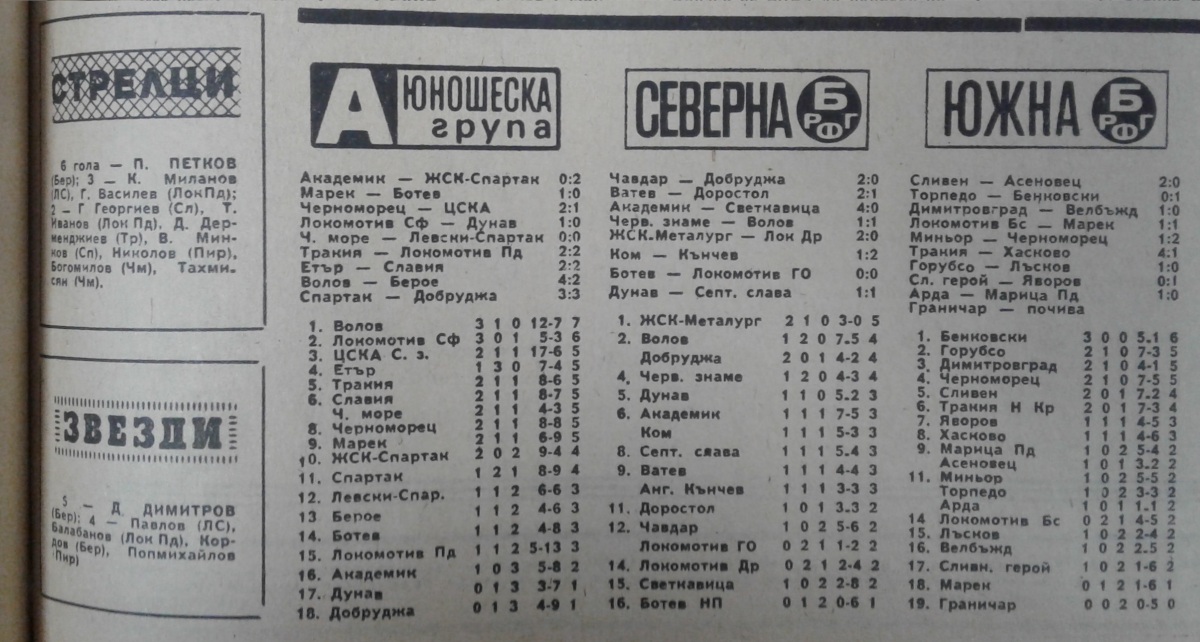 СТРЕЛЦИ
6 гола — П. ПЕТКОВ
(Бер); 3 — К. Миланов
(ЛС), Г. Василев (ЛокПд);
2 — Г Георгиев (Сл), Т.
Иванов (Лок Пд), Д. Дер-
менджиев (Тр), В. Мин-
ков (Сп), Николов (Пир),
Богомилов (Чм), Тахми-
сян (Чм).
ЗВЕЗДИ
5 — Д. ДИМИТРОВ
(Бер); 4 — Павлов (ЛС),
Балабанов (Лок Пд), Кор-
дов (Бер), Попмихайлов
(Пир)
А ЮНОШЕСКА
група
Академик — ЖСК-Спартак 0:2
Марек — Ботев 1:0
Черноморец — ЦСКА 2:1
Локомотив Сф — Дунав 1:0
Ч. море — Левски-Спартак 0:0
Тракия — Локомотив Пд 2:2
Етър — Славия 2:2
Волов — Берое 4:2
Спартак — Добруджа 3:3
1. Волов 3 1 0 12-7 7
2. Локомотив Сф 3 0 1 5-3 6
3. ЦСКА С. з. 2 1 1 17-6 5
4. Етър 1 3 0 7-4 5
5. Тракия 2 1 1 8-6 5
6. Славия 2 1 1 8-7 5
Ч. море 2 1 1 4-3 5
8. Черноморец 2 1 1 8-8 5
9. Марек 2 1 1 6-9 5
10. ЖСК-Спартак 2 0 2 9-4 4
11. Спартак 1 2 1 8-9 4
12. Левски-Спар. 1 1 2 6-6 3
13 Берое 1 1 2 4-6 3
14. Ботев 1 1 2 4-8 3
15. Локомотив Пд 1 1 2 5-13 3
16. Академик 1 0 3 5-8 2
17. Дунав 0 1 3 3-7 1
18. Добруджа 0 1 3 4-9 1
СЕВЕРНА Б РФГ
Чавдар — Добруджа 2:0
Ватев — Доростол 2:1
Академик — Светкавица 4:0
Черв. знаме — Волов 1:1
ЖСК-Металург — Лок Др 2:0
Ком — Кънчев 1:2
Ботев — Локомотив ГО 0:0
Дунав — Септ. слава 1:1
1. ЖСК-Металург 2 1 0 3-0 5
2. Волов 1 2 0 7-5 4
Добруджа 2 0 1 4-2 4
4. Черв. знаме 1 2 0 4-3 4
5. Дунав 1 1 0 5-2 3
6. Академик 1 1 1 7-5 3
Ком 1 1 1 5-3 3
8. Септ. слава 1 1 1 5-4 3
9. Ватев 1 1 1 4-4 3
Анг. Кънчев 1 1 1 3-3 3
11. Доростол 1 0 1 3-3 2
12. Чавдар 1 0 2 5-6 2
Локомотив ГО 0 2 1 1-2 2
14. Локомотив Др 0 2 1 2-4 2
15. Светкавица 1 0 2 2-8 2
16. Ботев НП 0 1 2 0-6 1
ЮЖНА Б РФГ
Сливен — Асеновец 2:0
Торпедо — Бенковски 0:1
Димитровград — Велбъжд 1:0
Локомотив Бс — Марек 1:1
Миньор — Черноморец 1:2
Тракия — Хасково 4:1
Горубсо — Лъсков 1:0
Сл. герой — Яворов 0:1
Арда — Марица Пд 1:0
Граничар — почива
1. Бенковски 3 0 0 5-1 6
2. Горубсо 2 1 0 7-3 5
3. Димитровград 2 1 0 4-1 5
4. Черноморец 2 1 0 7-5 5
5. Сливен 2 0 1 7-2 4
6. Тракия Н Кр 2 0 1 7-3 4
7. Яворов 1 1 1 4-5 3
8. Хасково 1 1 1 4-6 3
9. Марица Пд 1 0 2 5-4 2
Асеновец 1 0 1 3-2 2
11. Миньор 1 0 2 5-5 2
Торпедо 1 0 2 3-3 2
Арда 1 0 1 1-1 2
14 Локомотив Бс 0 2 1 4-5 2
15. Лъсков 1 0 2 2-4 2
16. Велбъжд 1 0 2 2-5 2
17. Сливн. герой 1 0 2 1-6 2
18. Марек 0 1 2 1-6 1
19. Граничар 0 0 2 0-5 0